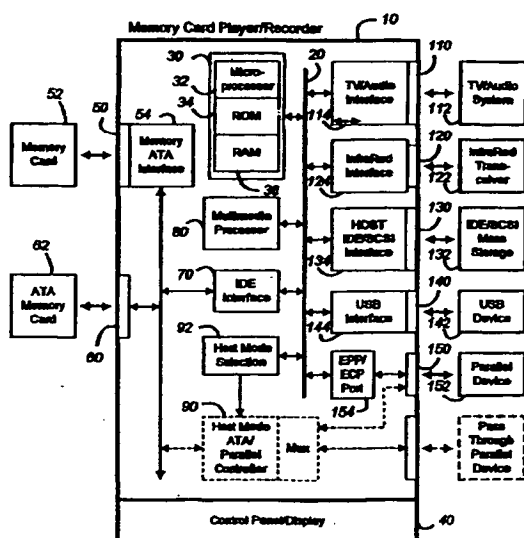 Memory Card Player/Recorder
10
30
20
110
32
Micro-
processor
TV/Audio
Interface
TV/Audio
System
52
50
54
34
ROM
114
112
Memory
Card
Memory
ATA
Interface
RAM
InfraRed Interface
120
InfraRed Trans-
ceiver
36
124
122
Multimedia
Processor
HOST
IDE/SCSI
Interface
130
IDE/SCSI
Mass
Storage
80
134
132
62
70
ATA
Memory
Card
IDE
Interface
USB
Interface
140
USB
Device
144
142
60
92
Host Mode
Selection
EPP/
ECP
Port
150
Parallel
Device
152
154
90
Host Mode
ATA/
Parallel
Controller
Mux
Pass
Through
Parallel
Device
Control Panel/Display
40